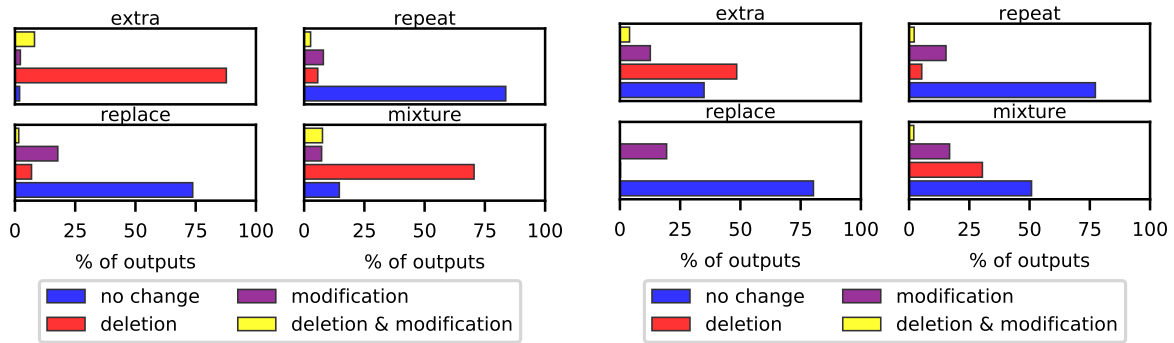 extra
repeat
replace
mixture
0 25 50 75 100
0 25 50 75 100
% of outputs
% of outputs
no change
modification
deletion
deletion & modification
extra
repeat
replace
mixture
0 25 50 75 100
0 25 50 75 100
% of outputs
% of outputs
no change
modification
deletion
deletion & modification